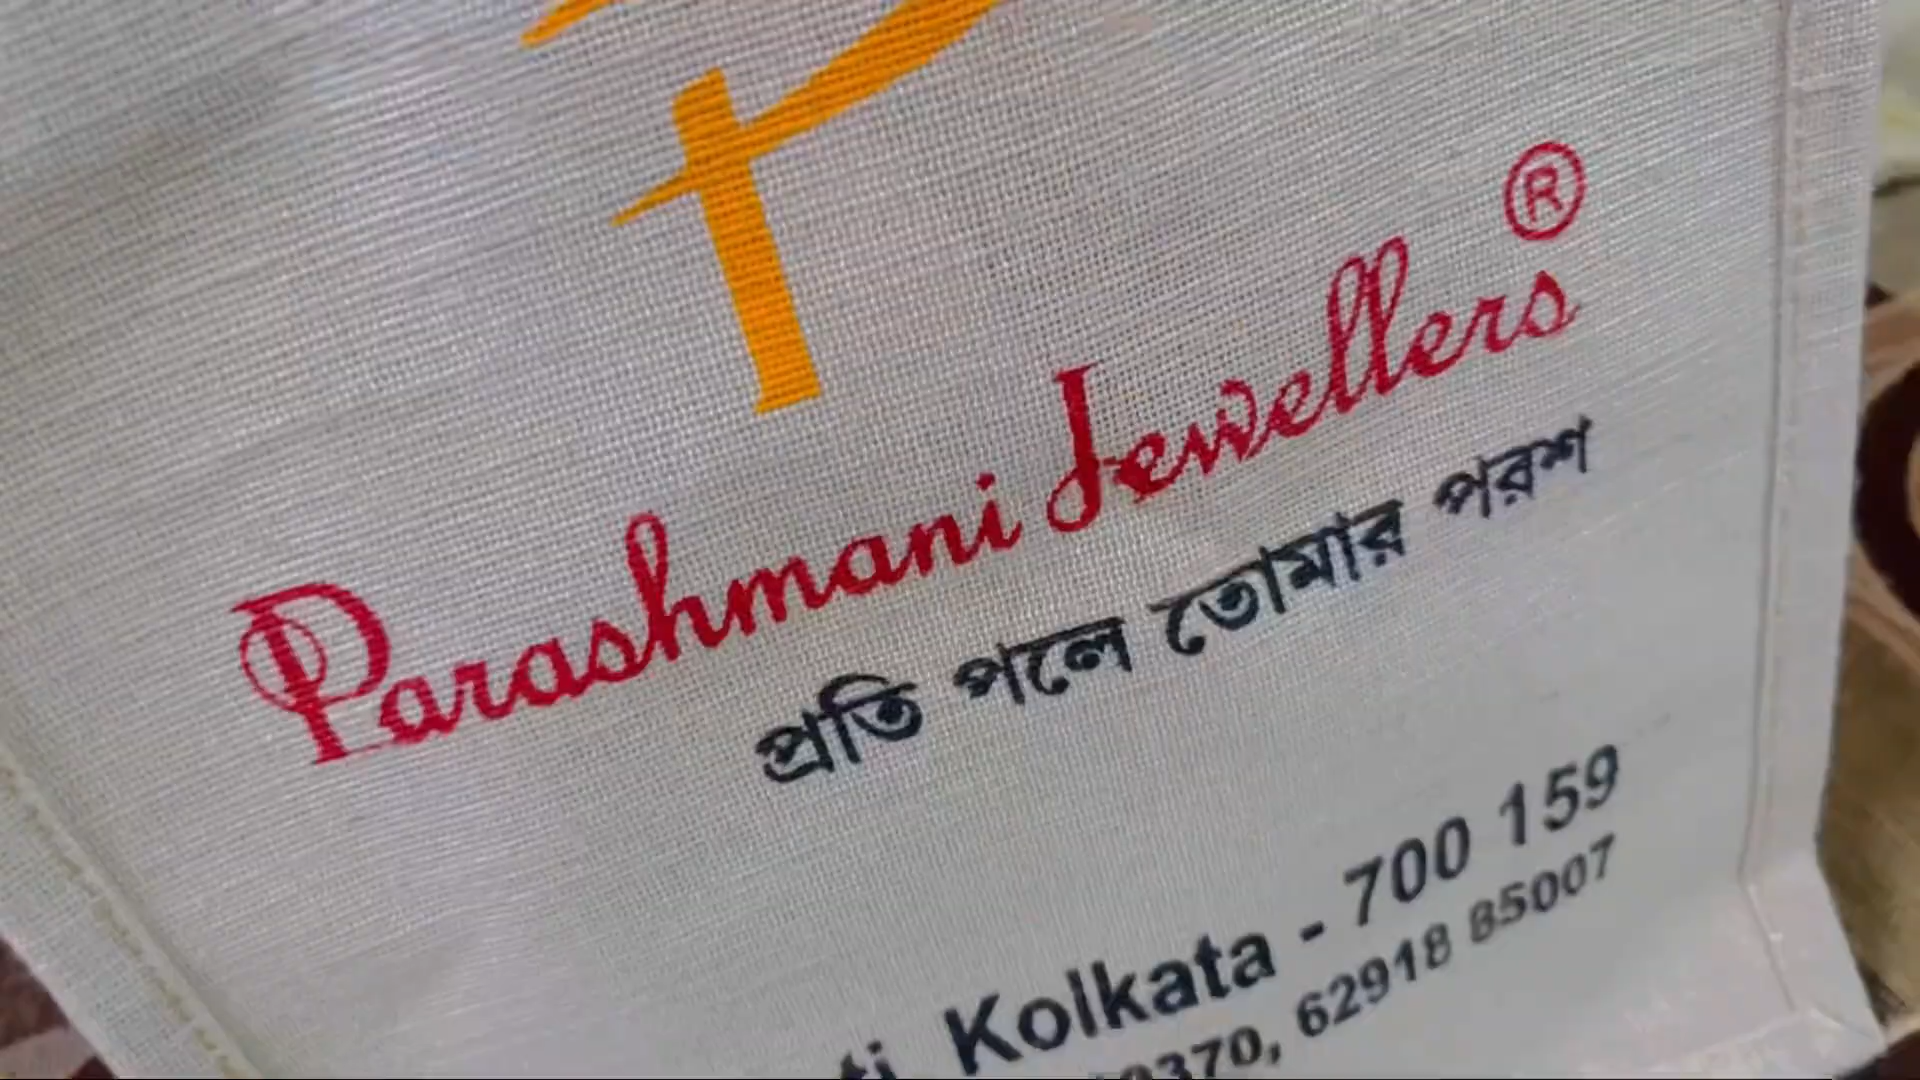 Parashmani Jewellers ®
প্রতি পলে তোমার পরশ
Kolkata - 700 159
62918 85007